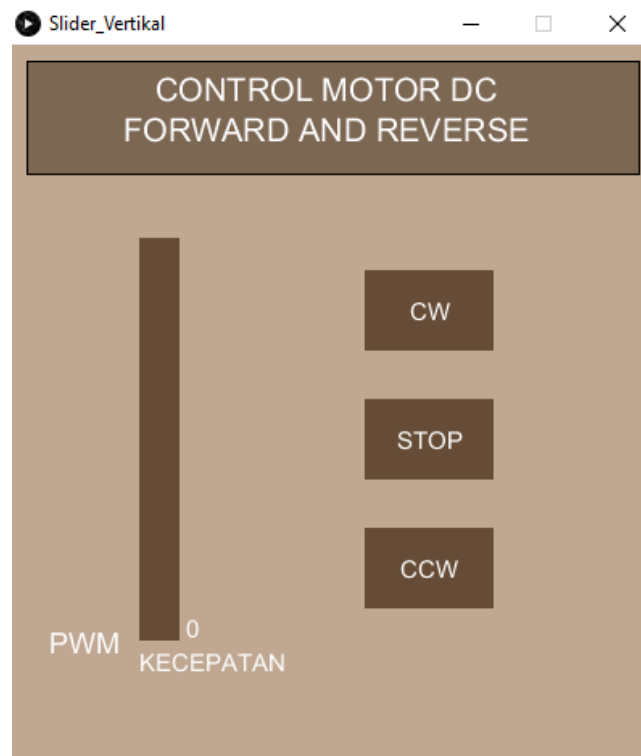 Slider_Vertikal
CONTROL MOTOR DC
FORWARD AND REVERSE
CW
STOP
CCW
0
PWM
KECEPATAN